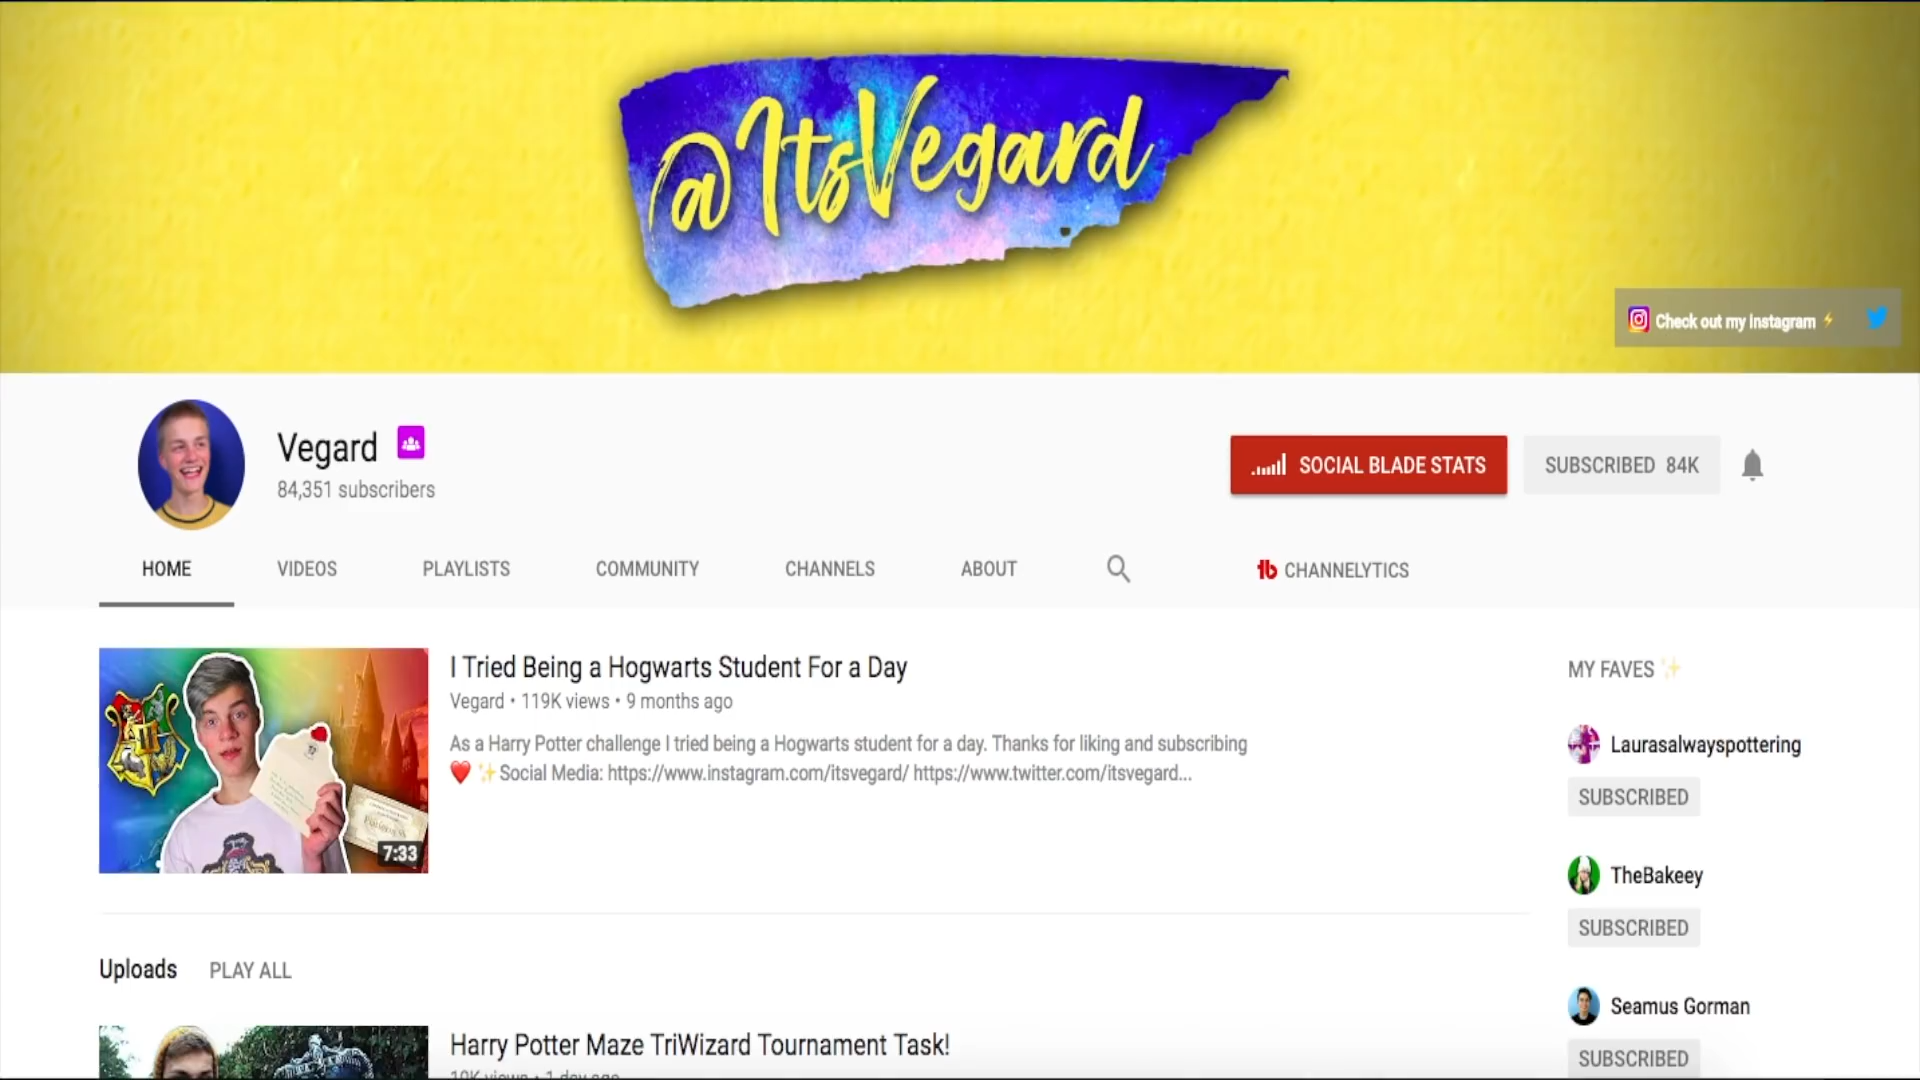 @ItsVegard
Check out my instagram
Vegard
84,351 subscribers
SOCIAL BLADE STATS
SUBSCRIBED 84K
HOME
VIDEOS
PLAYLISTS
COMMUNITY
CHANNELS
ABOUT
CHANNELYTICS
I Tried Being a Hogwarts Student For a Day
Vegard • 119K views • 9 months ago
As a Harry Potter challenge I tried being a Hogwarts student for a day. Thanks for liking and subscribing
❤️ ✨Social Media: https://www.instagram.com/itsvegard/ https://www.twitter.com/itsvegard...
7:33
MY FAVES ✨
Laurasalwayspottering
SUBSCRIBED
TheBakeey
SUBSCRIBED
Seamus Gorman
SUBSCRIBED
Uploads PLAY ALL
Harry Potter Maze TriWizard Tournament Task!
10K views • 1 day ago